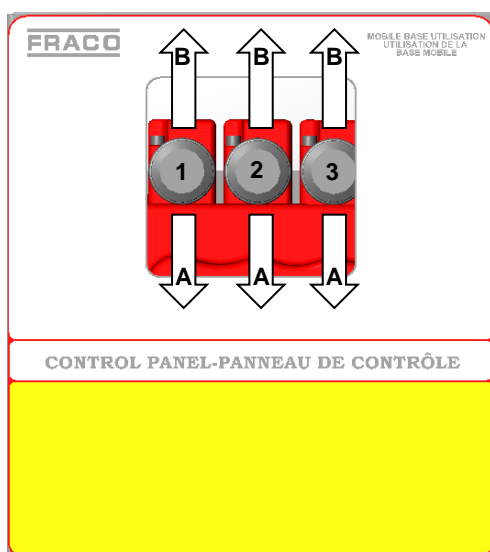 FRACO
MOBILE BASE UTILISATION
UTILISATION DE LA
BASE MOBILE
B B B
1 2 3
A A A
CONTROL PANEL-PANNEAU DE CONTRÔLE